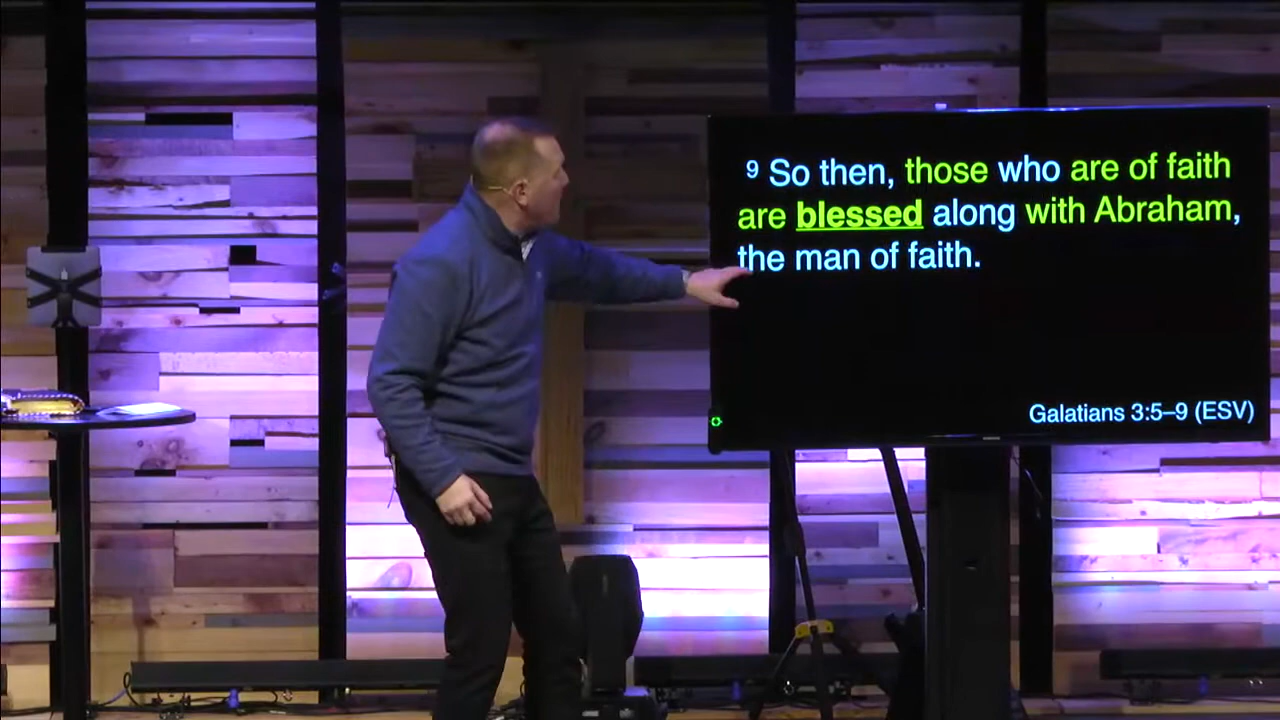 9 So then, those who are of faith
are blessed along with Abraham,
the man of faith.
Galatians 3:5–9 (ESV)